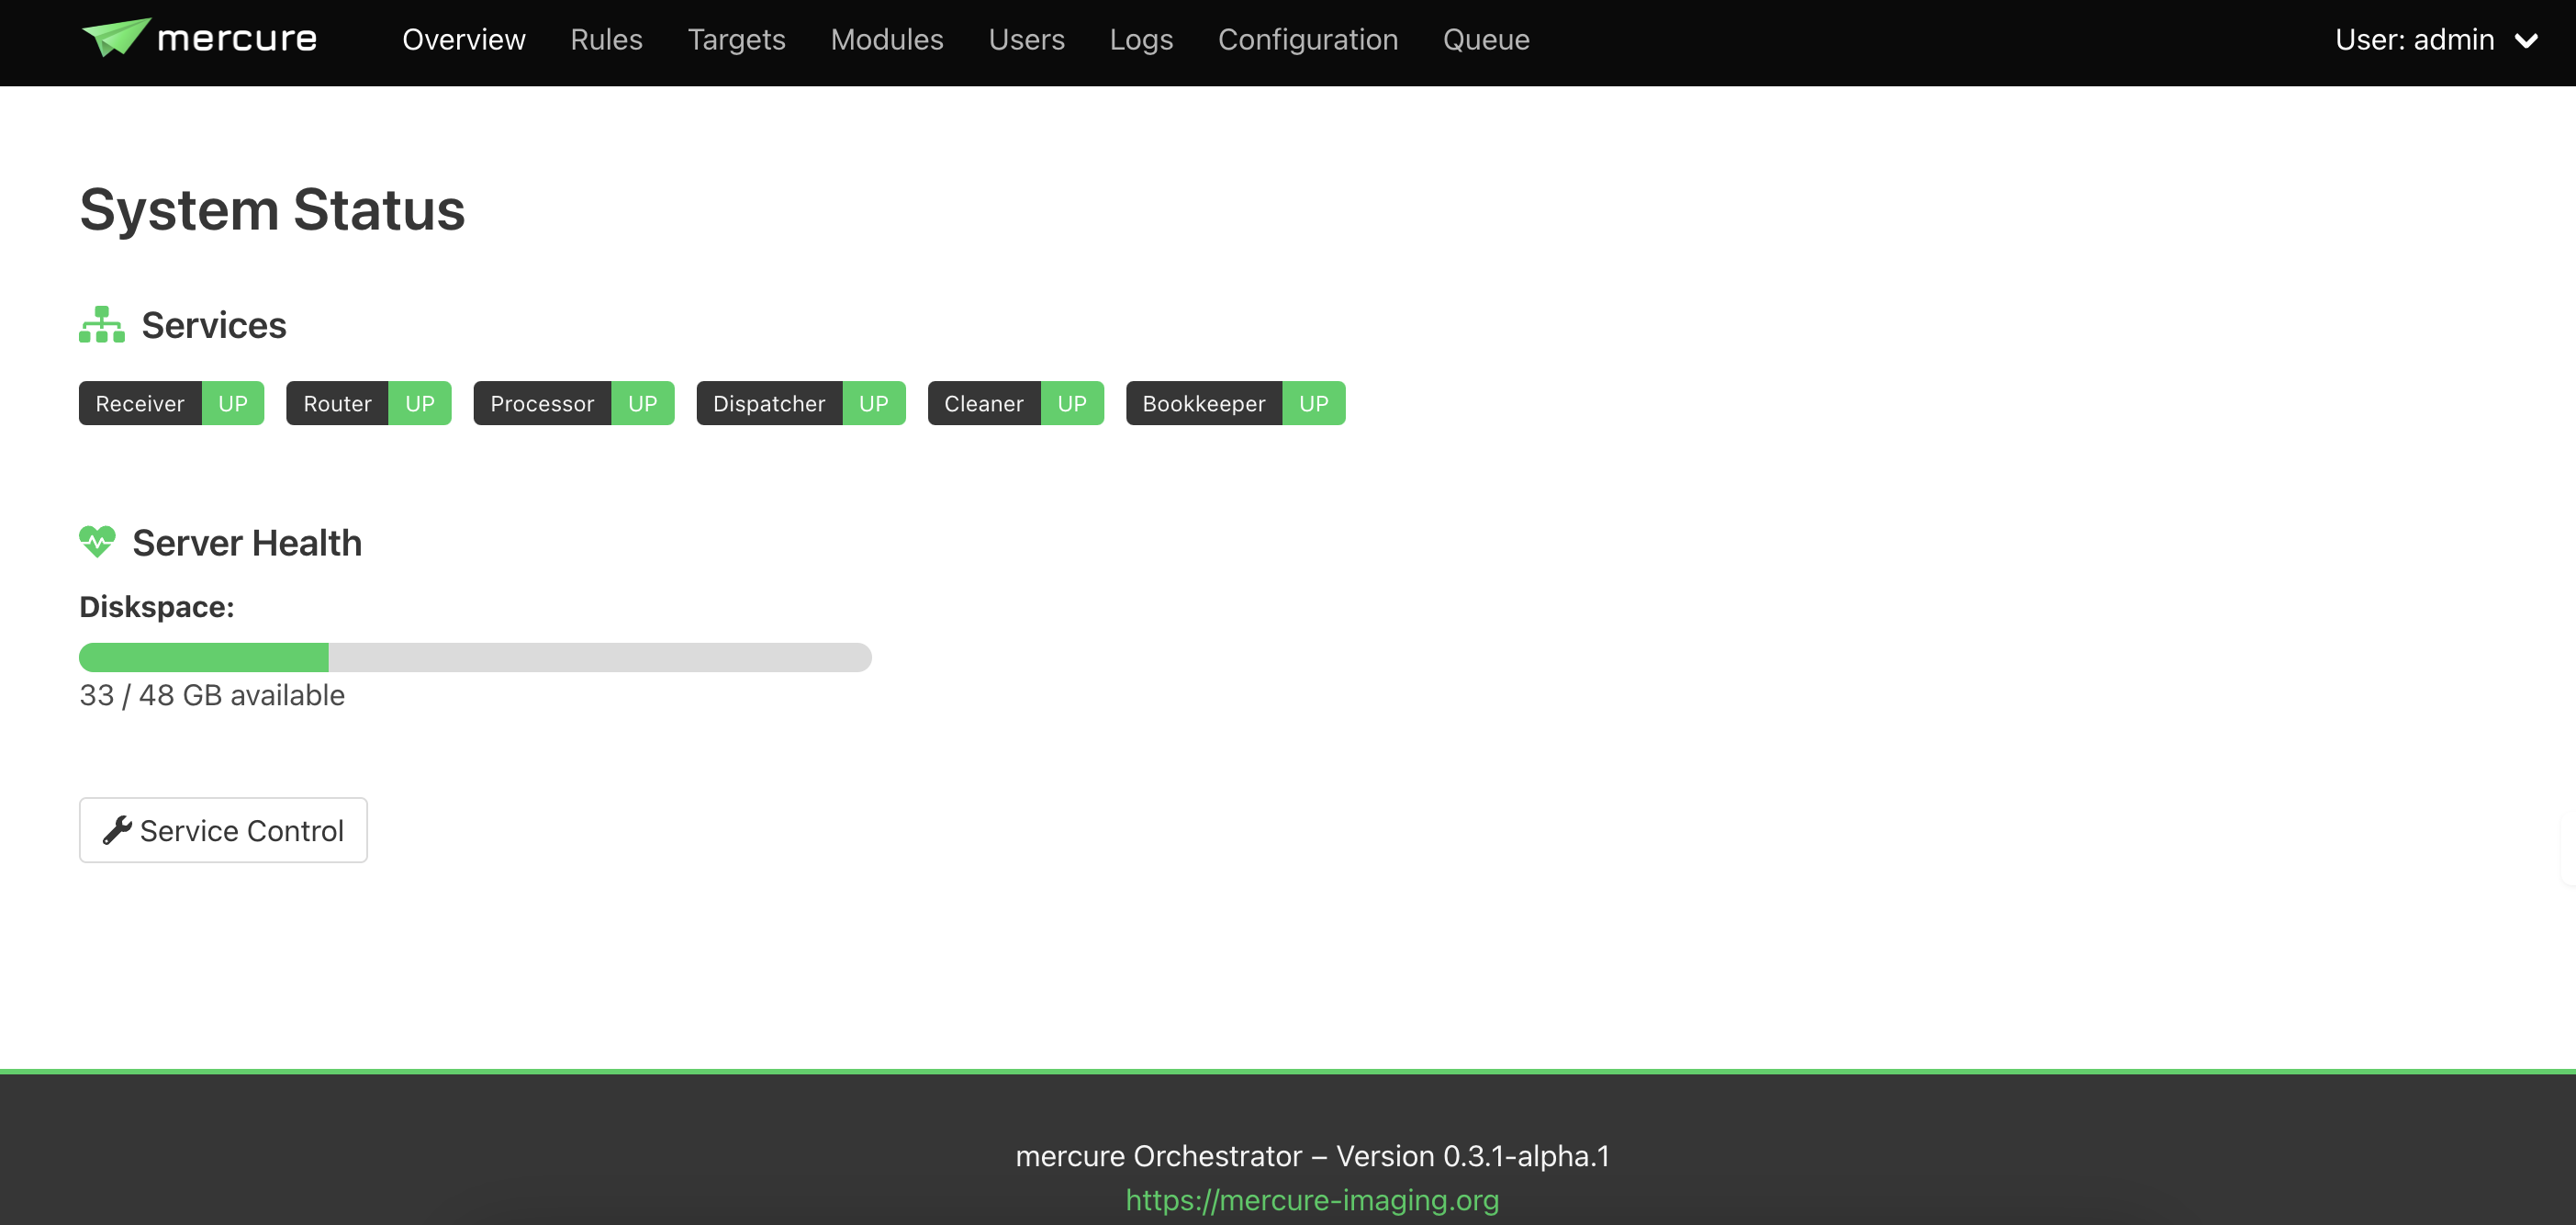 mercure Overview Rules Targets Modules Users Logs Configuration Queue User: admin
System Status
Services
Receiver UP Router UP Processor UP Dispatcher UP Cleaner UP Bookkeeper UP
Server Health
Diskspace:
33 / 48 GB available
Service Control
mercure Orchestrator – Version 0.3.1-alpha.1
https://mercure-imaging.org